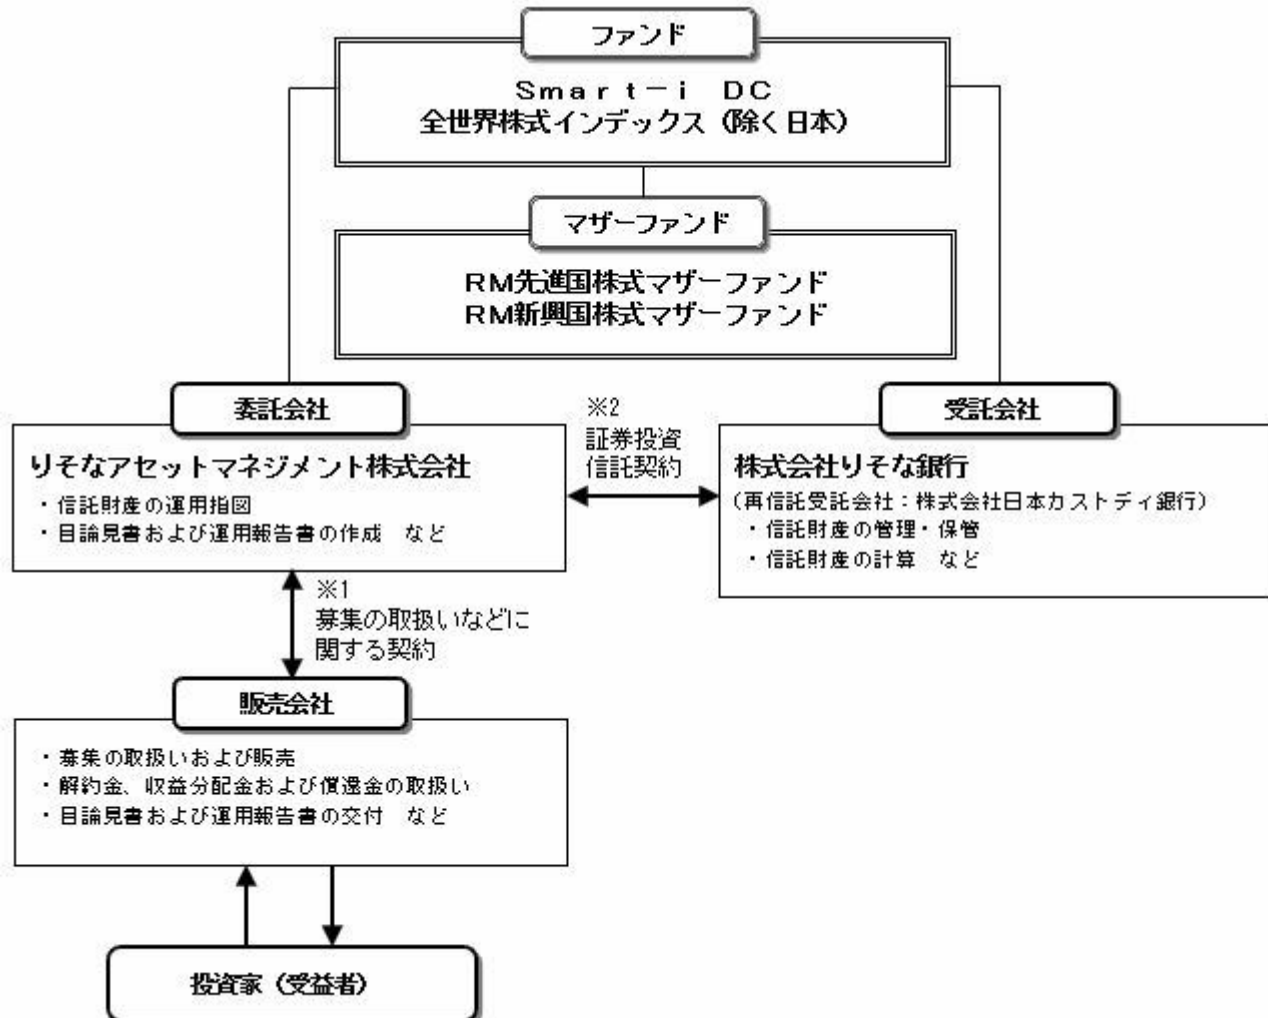 ファンド
Ｓｍａｒｔ－ｉ　ＤＣ
全世界株式インデックス（除く日本）
マザーファンド
ＲＭ先進国株式マザーファンド
ＲＭ新興国株式マザーファンド
委託会社
りそなアセットマネジメント株式会社
・信託財産の運用指図
・目論見書および運用報告書の作成　など
※2
証券投資
信託契約
受託会社
株式会社りそな銀行
（再信託受託会社：株式会社日本カストディ銀行）
・信託財産の管理・保管
・信託財産の計算　など
※1
募集の取扱いなどに
関する契約
販売会社
・募集の取扱いおよび販売
・解約金、収益分配金および償還金の取扱い
・目論見書および運用報告書の交付　など
投資家（受益者）